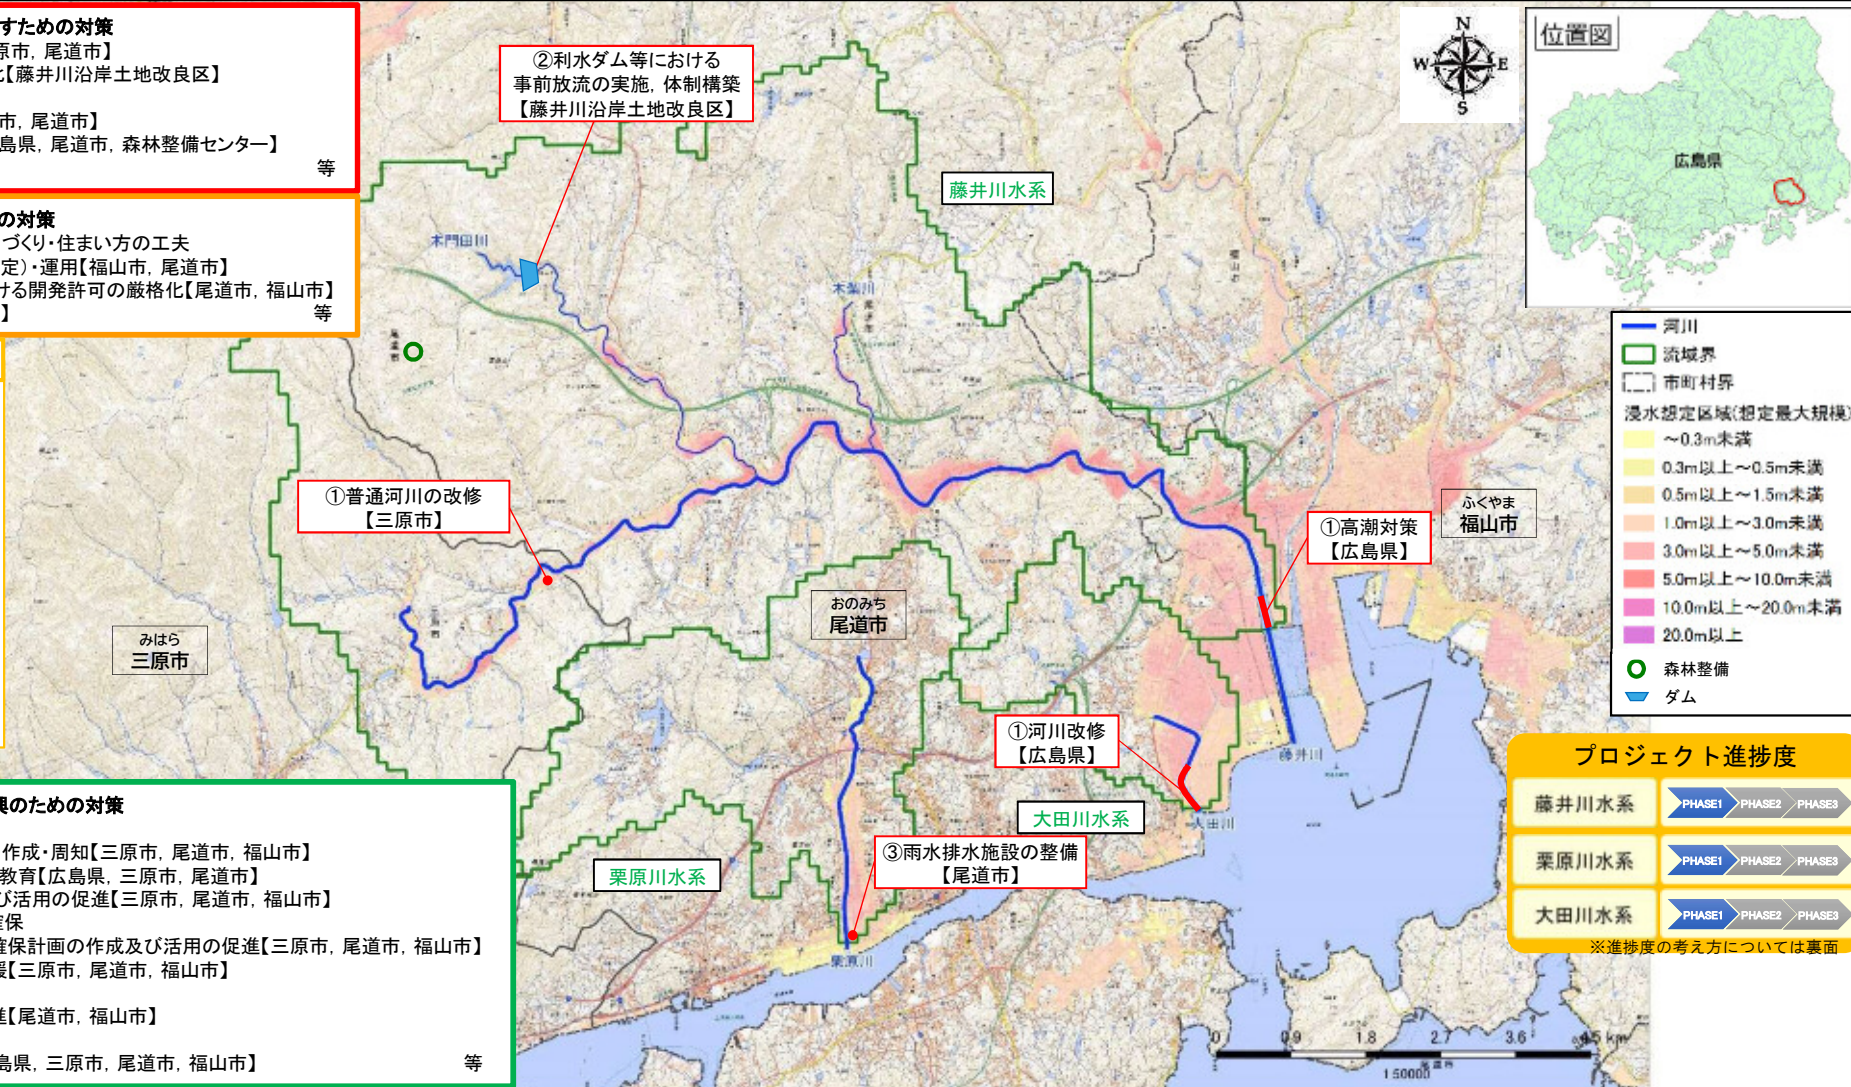 すための対策
原市, 尾道市】
化【藤井川沿岸土地改良区】
市, 尾道市】
島県, 尾道市, 森林整備センター】
等
の対策
づくり・住まい方の工夫
定)・運用【福山市, 尾道市】
ける開発許可の厳格化【尾道市, 福山市】
】
等
興のための対策
作成・周知【三原市, 尾道市, 福山市】
教育【広島県, 三原市, 尾道市】
び活用の促進【三原市, 尾道市, 福山市】
確保
確保計画の作成及び活用の促進【三原市, 尾道市, 福山市】
援【三原市, 尾道市, 福山市】
進【尾道市, 福山市】
島県, 三原市, 尾道市, 福山市】
等
②利水ダム等における
事前放流の実施, 体制構築
【藤井川沿岸土地改良区】
藤井川水系
木門田川
木梨川
①普通河川の改修
【三原市】
みはら
三原市
おのみち
尾道市
ふくやま
福山市
①高潮対策
【広島県】
①河川改修
【広島県】
藤井川
大田川
大田川水系
栗原川水系
③雨水排水施設の整備
【尾道市】
栗原川
N
W
E
S
位置図
広島県
河川
流域界
市町村界
浸水想定区域(想定最大規模)
～0.3m未満
0.3m以上～0.5m未満
0.5m以上～1.5m未満
1.0m以上～3.0m未満
3.0m以上～5.0m未満
5.0m以上～10.0m未満
10.0m以上～20.0m未満
20.0m以上
森林整備
ダム
プロジェクト進捗度
藤井川水系
PHASE1 PHASE2 PHASE3
栗原川水系
PHASE1 PHASE2 PHASE3
大田川水系
PHASE1 PHASE2 PHASE3
※進捗度の考え方については裏面
0 0.9 1.8 2.7 3.6 4.5 km
1:50000